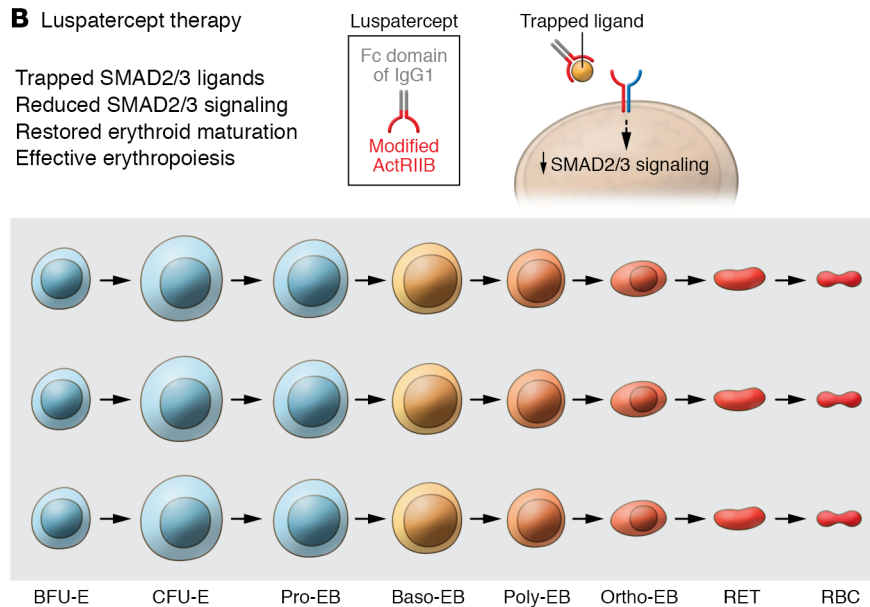 B Luspatercept therapy
Trapped SMAD2/3 ligands
Reduced SMAD2/3 signaling
Restored erythroid maturation
Effective erythropoiesis
Luspatercept
Fc domain
of IgG1
Modified
ActRIIB
Trapped ligand
↓ SMAD2/3 signaling
BFU-E CFU-E Pro-EB Baso-EB Poly-EB Ortho-EB RET RBC